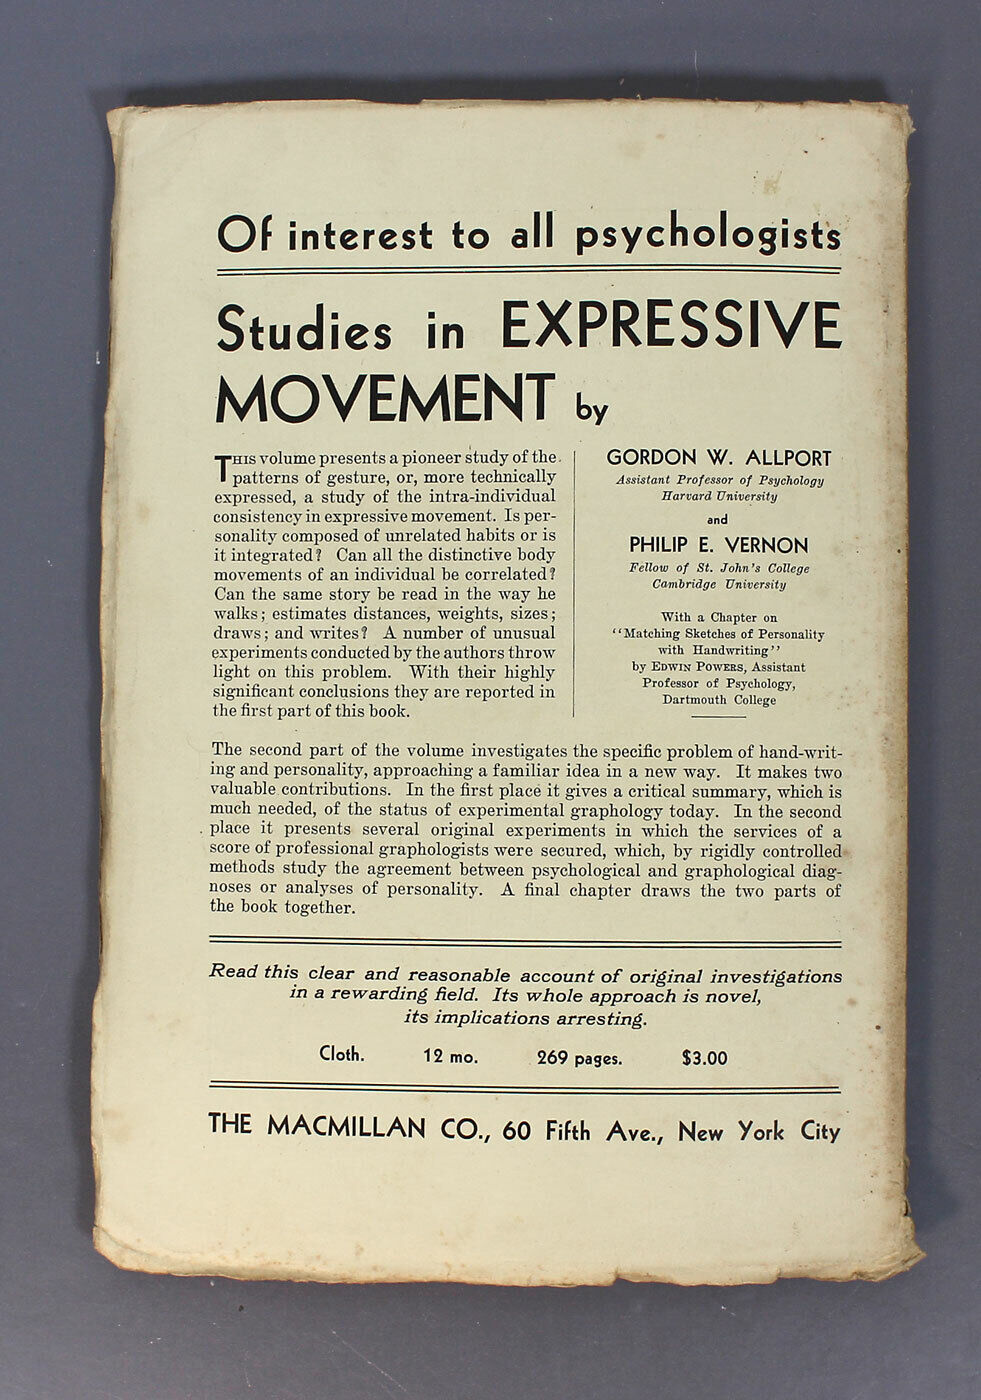 Of interest to all psychologists
Studies in EXPRESSIVE
MOVEMENT by
THIS volume presents a pioneer study of the
patterns of gesture, or, more technically
expressed, a study of the intra-individual
consistency in expressive movement. Is per-
sonality composed of unrelated habits or is
it integrated? Can all the distinctive body
movements of an individual be correlated?
Can the same story be read in the way he
walks; estimates distances, weights, sizes;
draws; and writes? A number of unusual
experiments conducted by the authors throw
light on this problem. With their highly
significant conclusions they are reported in
the first part of this book.
GORDON W. ALLPORT
Assistant Professor of Psychology
Harvard University
and
PHILIP E. VERNON
Fellow of St. John's College
Cambridge University
With a Chapter on
"Matching Sketches of Personality
with Handwriting"
by EDWIN POWERS, Assistant
Professor of Psychology,
Dartmouth College
The second part of the volume investigates the specific problem of hand-writ-
ing and personality, approaching a familiar idea in a new way. It makes two
valuable contributions. In the first place it gives a critical summary, which is
much needed, of the status of experimental graphology today. In the second
place it presents several original experiments in which the services of a
score of professional graphologists were secured, which, by rigidly controlled
methods study the agreement between psychological and graphological diag-
noses or analyses of personality. A final chapter draws the two parts of
the book together.
Read this clear and reasonable account of original investigations
in a rewarding field. Its whole approach is novel,
its implications arresting.
Cloth. 12 mo. 269 pages. $3.00
THE MACMILLAN CO., 60 Fifth Ave., New York City